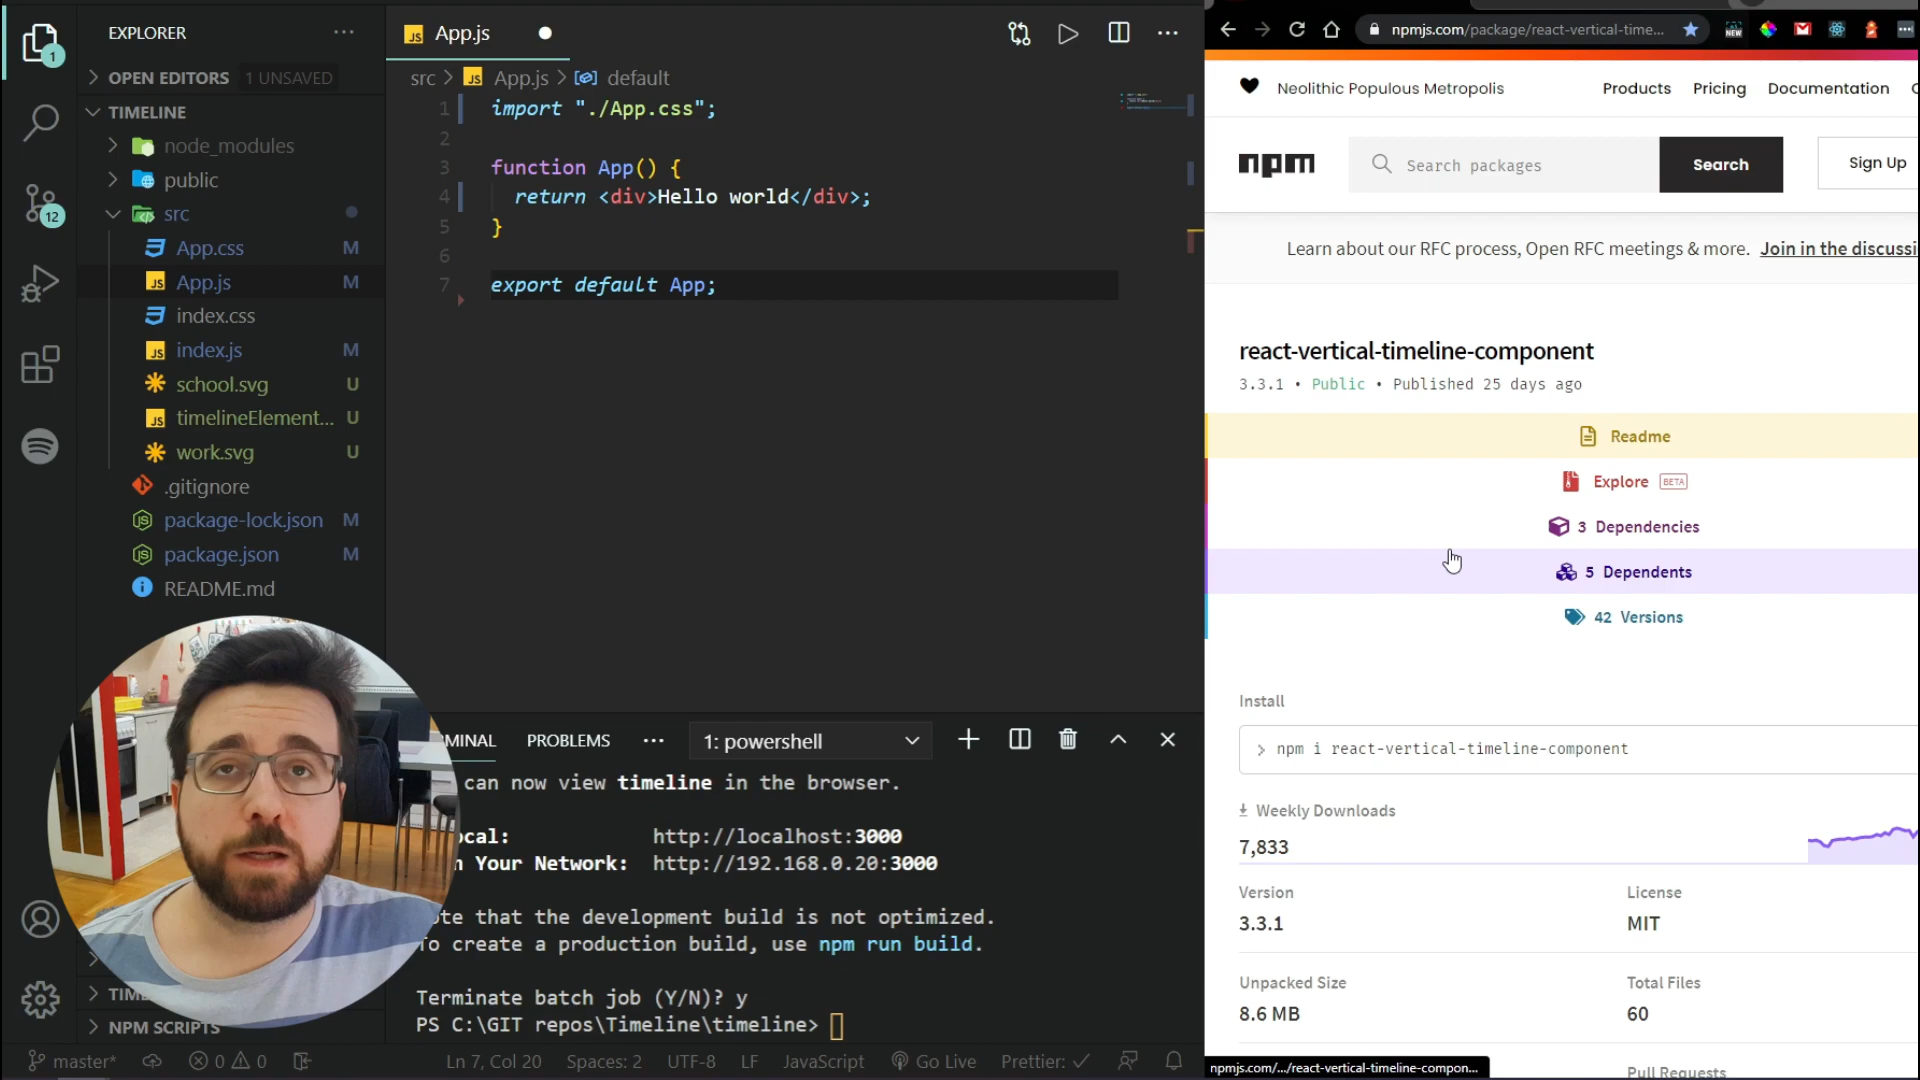 EXPLORER
OPEN EDITORS 1 UNSAVED
TIMELINE
node_modules
public
src
App.css M
App.js M
index.css
index.js M
school.svg U
timelineElement... U
work.svg U
.gitignore
package-lock.json M
package.json M
README.md
NPM SCRIPTS
1
12
JS App.js
src > JS App.js > default
1 import "./App.css";
2
3 function App() {
4 return <div>Hello world</div>;
5 }
6
7 export default App;
MINAL PROBLEMS ... 1: powershell
can now view timeline in the browser.
ocal: http://localhost:3000
n Your Network: http://192.168.0.20:3000
ote that the development build is not optimized.
To create a production build, use npm run build.
Terminate batch job (Y/N)? y
PS C:\GIT repos\Timeline\timeline>
master* 0 0 Ln 7, Col 20 Spaces: 2 UTF-8 LF JavaScript Go Live Prettier: ✓
npmjs.com/package/react-vertical-time...
NEW
Neolithic Populous Metropolis Products Pricing Documentation
npm Search packages Search Sign Up
Learn about our RFC process, Open RFC meetings & more. Join in the discussi
react-vertical-timeline-component
3.3.1 • Public • Published 25 days ago
Readme
Explore BETA
3 Dependencies
5 Dependents
42 Versions
Install
> npm i react-vertical-timeline-component
Weekly Downloads
7,833
Version License
3.3.1 MIT
Unpacked Size Total Files
8.6 MB 60
Pull Requests
npmjs.com/.../react-vertical-timeline-compon...